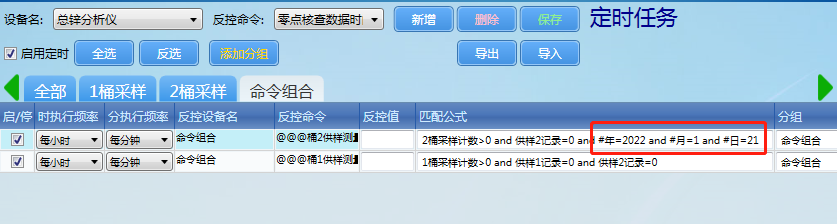 设备名: 总锌分析仪 反控命令: 零点核查数据时间 新增 删除 保存 定时任务
启用定时 全选 反选 添加分组 导出 导入
全部 1桶采样 2桶采样 命令组合
启/停 时执行频率 分执行频率 反控设备名 反控命令 反控值 匹配公式 分组
每小时 每分钟 命令组合 @@@桶2供样测量 2桶采样计数>0 and 供样2记录=0 and #年=2022 and #月=1 and #日=21 命令组合
每小时 每分钟 命令组合 @@@桶1供样测量 1桶采样计数>0 and 供样1记录=0 and 供样2记录=0 命令组合